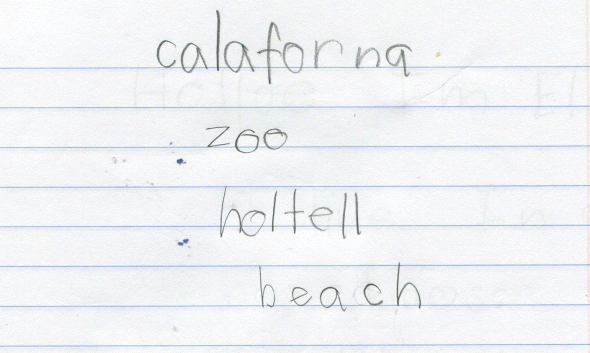 calaforna
zoo
holtell
beach